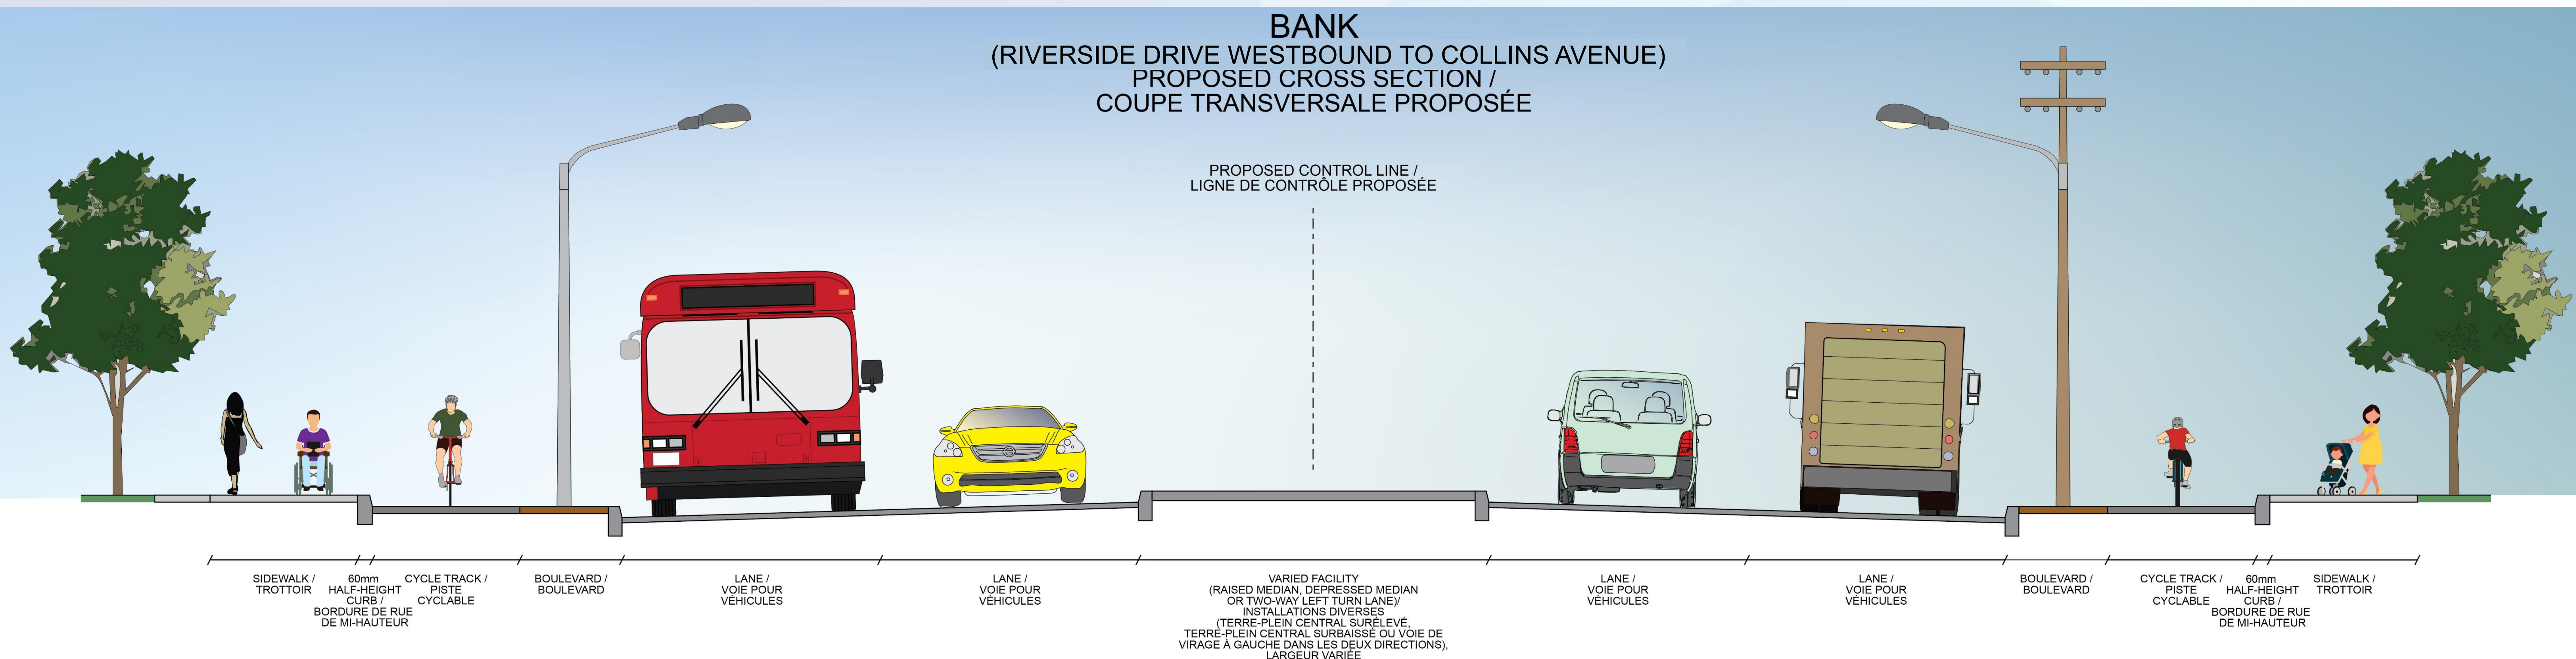 BANK
(RIVERSIDE DRIVE WESTBOUND TO COLLINS AVENUE)
PROPOSED CROSS SECTION /
COUPE TRANSVERSALE PROPOSÉE
PROPOSED CONTROL LINE /
LIGNE DE CONTRÔLE PROPOSÉE
SIDEWALK /
TROTTOIR
60mm
HALF-HEIGHT
CURB /
BORDURE DE RUE
DE MI-HAUTEUR
CYCLE TRACK /
PISTE
CYCLABLE
BOULEVARD /
BOULEVARD
LANE /
VOIE POUR
VÉHICULES
LANE /
VOIE POUR
VÉHICULES
VARIED FACILITY
(RAISED MEDIAN, DEPRESSED MEDIAN
OR TWO-WAY LEFT TURN LANE)/
INSTALLATIONS DIVERSES
(TERRE-PLEIN CENTRAL SURÉLEVÉ,
TERRE-PLEIN CENTRAL SURBAISSÉ OU VOIE DE
VIRAGE À GAUCHE DANS LES DEUX DIRECTIONS),
LARGEUR VARIÉE
LANE /
VOIE POUR
VÉHICULES
LANE /
VOIE POUR
VÉHICULES
BOULEVARD /
BOULEVARD
CYCLE TRACK /
PISTE
CYCLABLE
60mm
HALF-HEIGHT
CURB /
BORDURE DE RUE
DE MI-HAUTEUR
SIDEWALK /
TROTTOIR